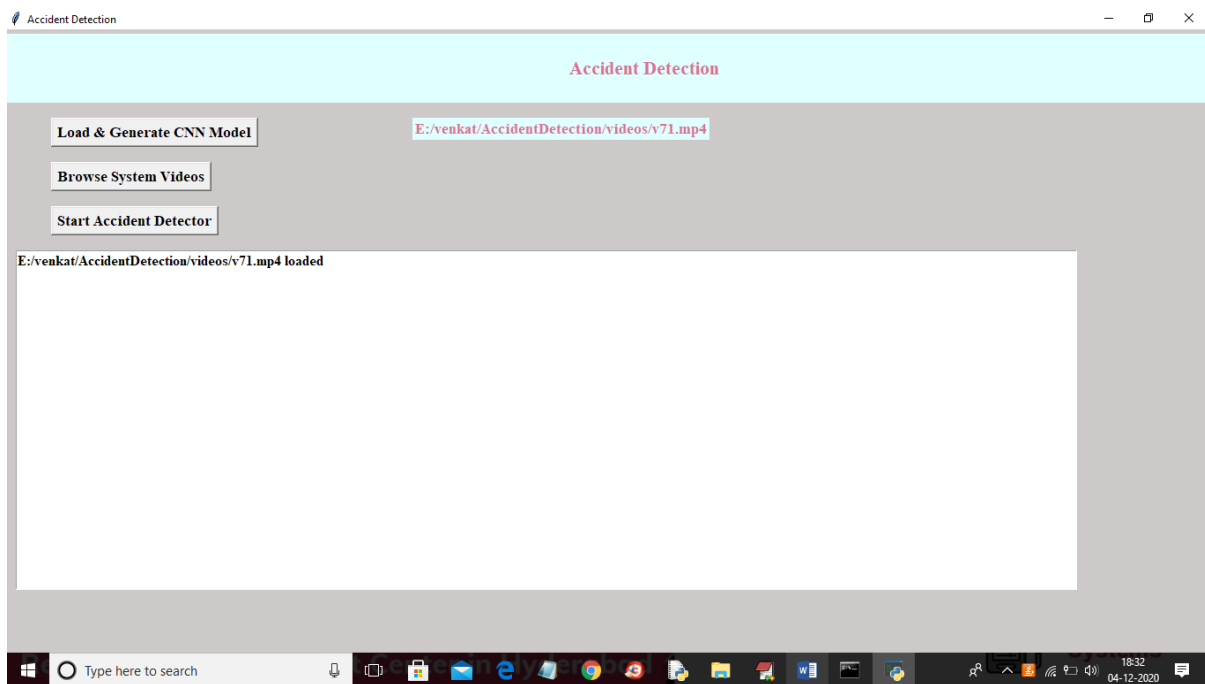 Accident Detection
Accident Detection
Load & Generate CNN Model
E:/venkat/AccidentDetection/videos/v71.mp4
Browse System Videos
Start Accident Detector
E:/venkat/AccidentDetection/videos/v71.mp4 loaded
Type here to search
18:32
04-12-2020